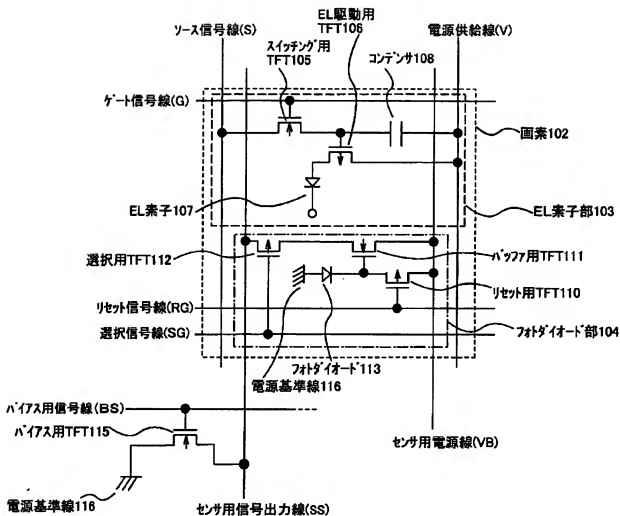 EL駆動用
TFT106
ソース信号線(S)
電源供給線(V)
スイッチング用
TFT105
コンデンサ108
ゲート信号線(G)
画素102
EL素子107
EL素子部103
選択用TFT112
バッファ用TFT111
リセット用TFT110
リセット信号線(RG)
選択信号線(SG)
フォトダイオード部104
フォトダイオード113
電源基準線116
バイアス用信号線(BS)
バイアス用TFT115
センサ用電源線(VB)
電源基準線116
センサ用信号出力線(SS)